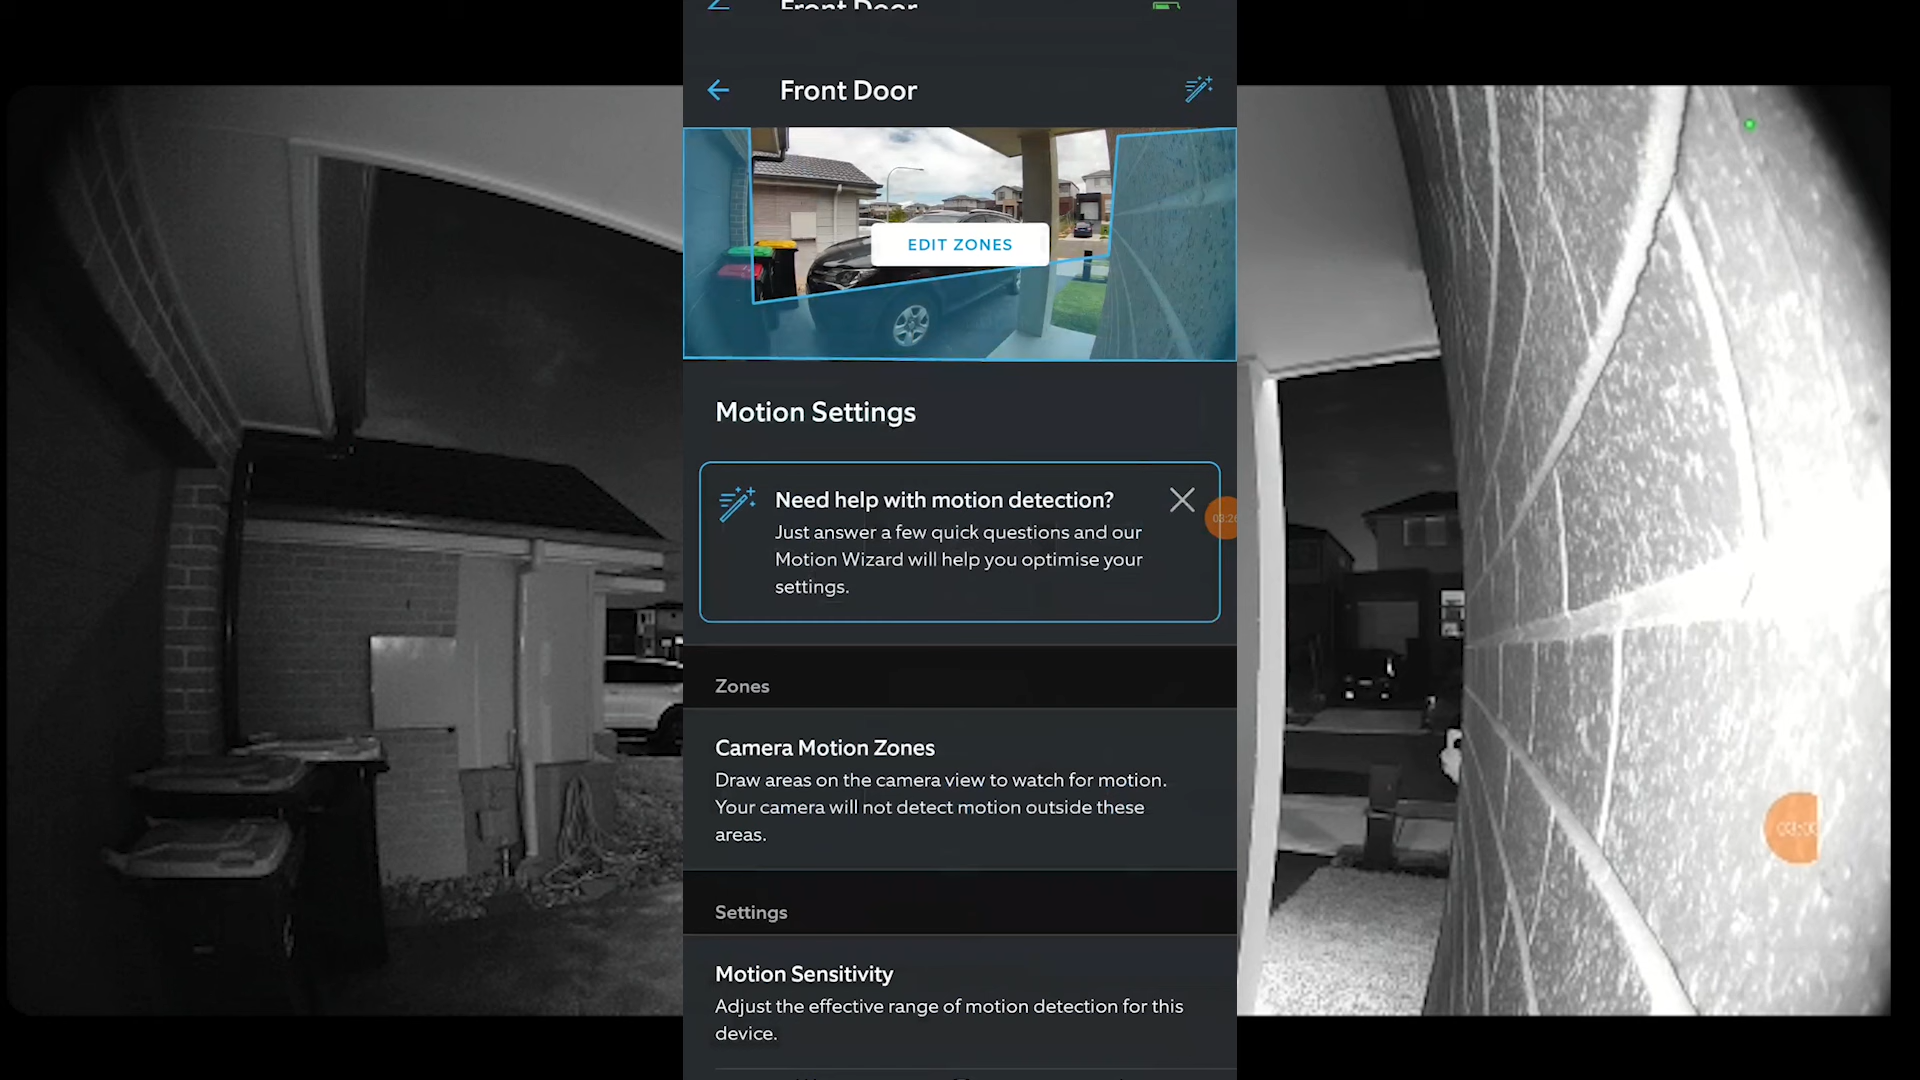 Front Door
Front Door
EDIT ZONES
Motion Settings
Need help with motion detection?
Just answer a few quick questions and our
Motion Wizard will help you optimise your
settings.
Zones
Camera Motion Zones
Draw areas on the camera view to watch for motion.
Your camera will not detect motion outside these
areas.
Settings
Motion Sensitivity
Adjust the effective range of motion detection for this
device.